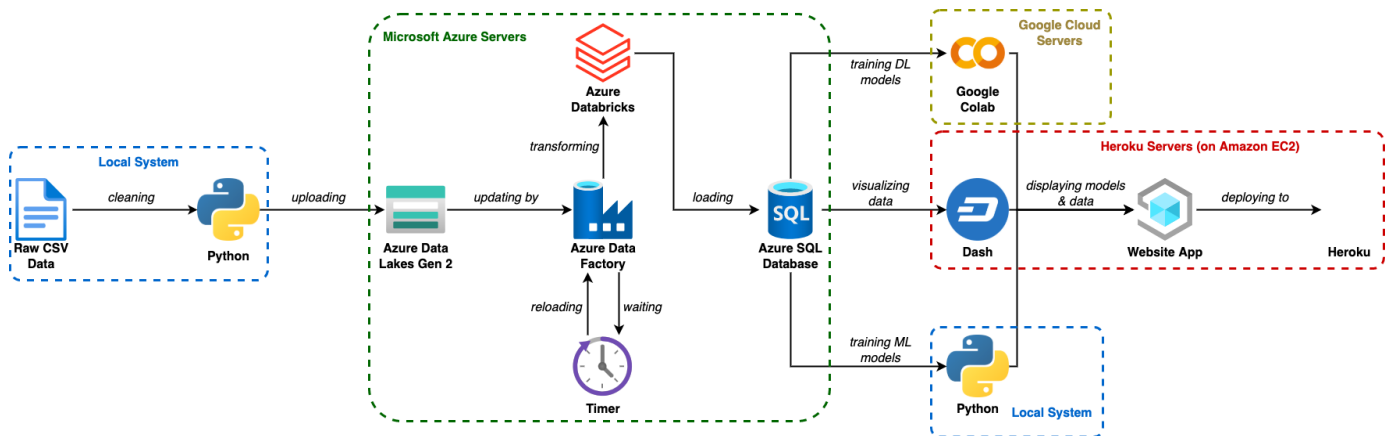 Local System
Raw CSV
Data
cleaning
Python
uploading
Microsoft Azure Servers
Azure Data
Lakes Gen 2
updating by
Azure
Databricks
transforming
Azure Data
Factory
reloading
waiting
Timer
loading
SQL
Azure SQL
Database
training DL
models
Google Cloud
Servers
Google
Colab
visualizing
data
Heroku Servers (on Amazon EC2)
Dash
displaying models
& data
Website App
deploying to
Heroku
training ML
models
Python
Local System